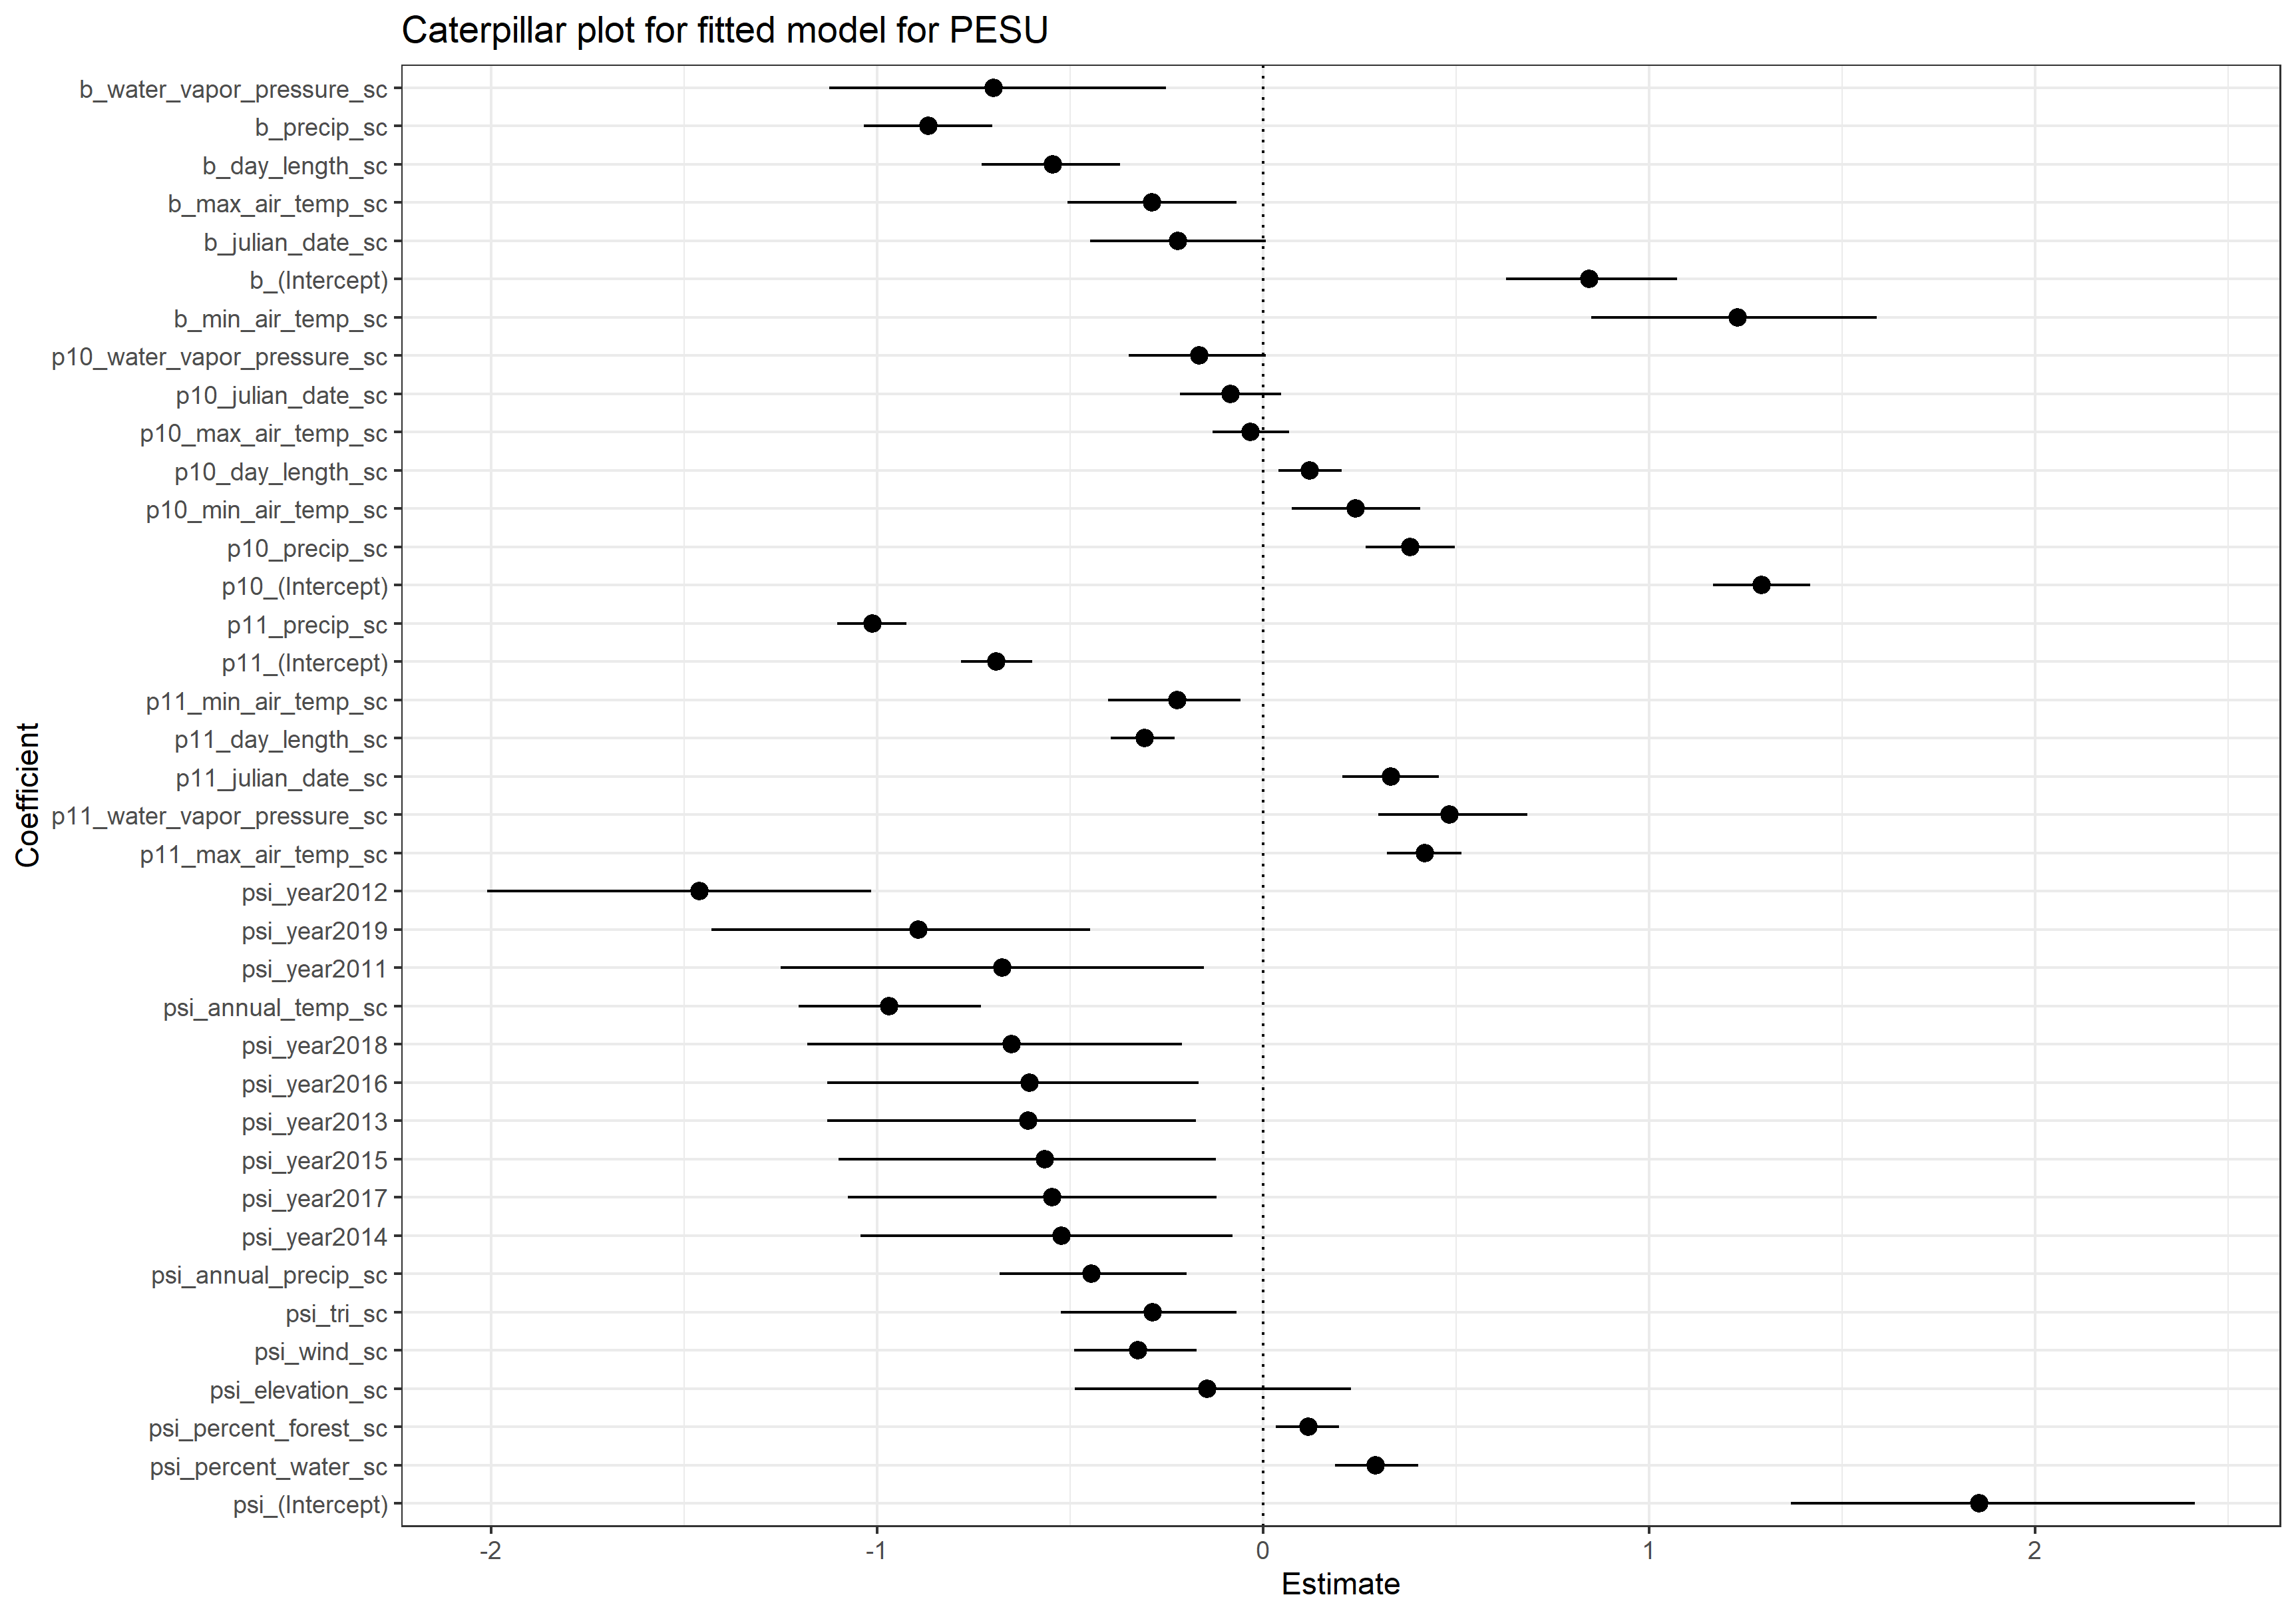 Caterpillar plot for fitted model for PESU
b_water_vapor_pressure_sc
b_precip_sc
b_day_length_sc
b_max_air_temp_sc
b_julian_date_sc
b_(Intercept)
b_min_air_temp_sc
p10_water_vapor_pressure_sc
p10_julian_date_sc
p10_max_air_temp_sc
p10_day_length_sc
p10_min_air_temp_sc
p10_precip_sc
p10_(Intercept)
p11_precip_sc
p11_(Intercept)
p11_min_air_temp_sc
p11_day_length_sc
p11_julian_date_sc
p11_water_vapor_pressure_sc
p11_max_air_temp_sc
psi_year2012
psi_year2019
psi_year2011
psi_annual_temp_sc
psi_year2018
psi_year2016
psi_year2013
psi_year2015
psi_year2017
psi_year2014
psi_annual_precip_sc
psi_tri_sc
psi_wind_sc
psi_elevation_sc
psi_percent_forest_sc
psi_percent_water_sc
psi_(Intercept)
Coefficient
-2 -1 0 1 2
Estimate